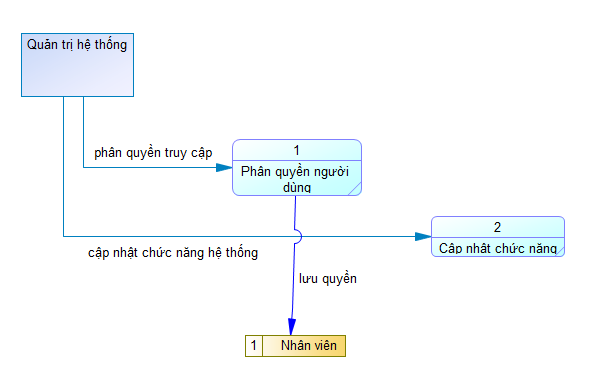 Quản trị hệ thống
phân quyền truy cập
1
Phân quyền người
dùng
2
Cập nhật chức năng
cập nhật chức năng hệ thống
lưu quyền
1 Nhân viên